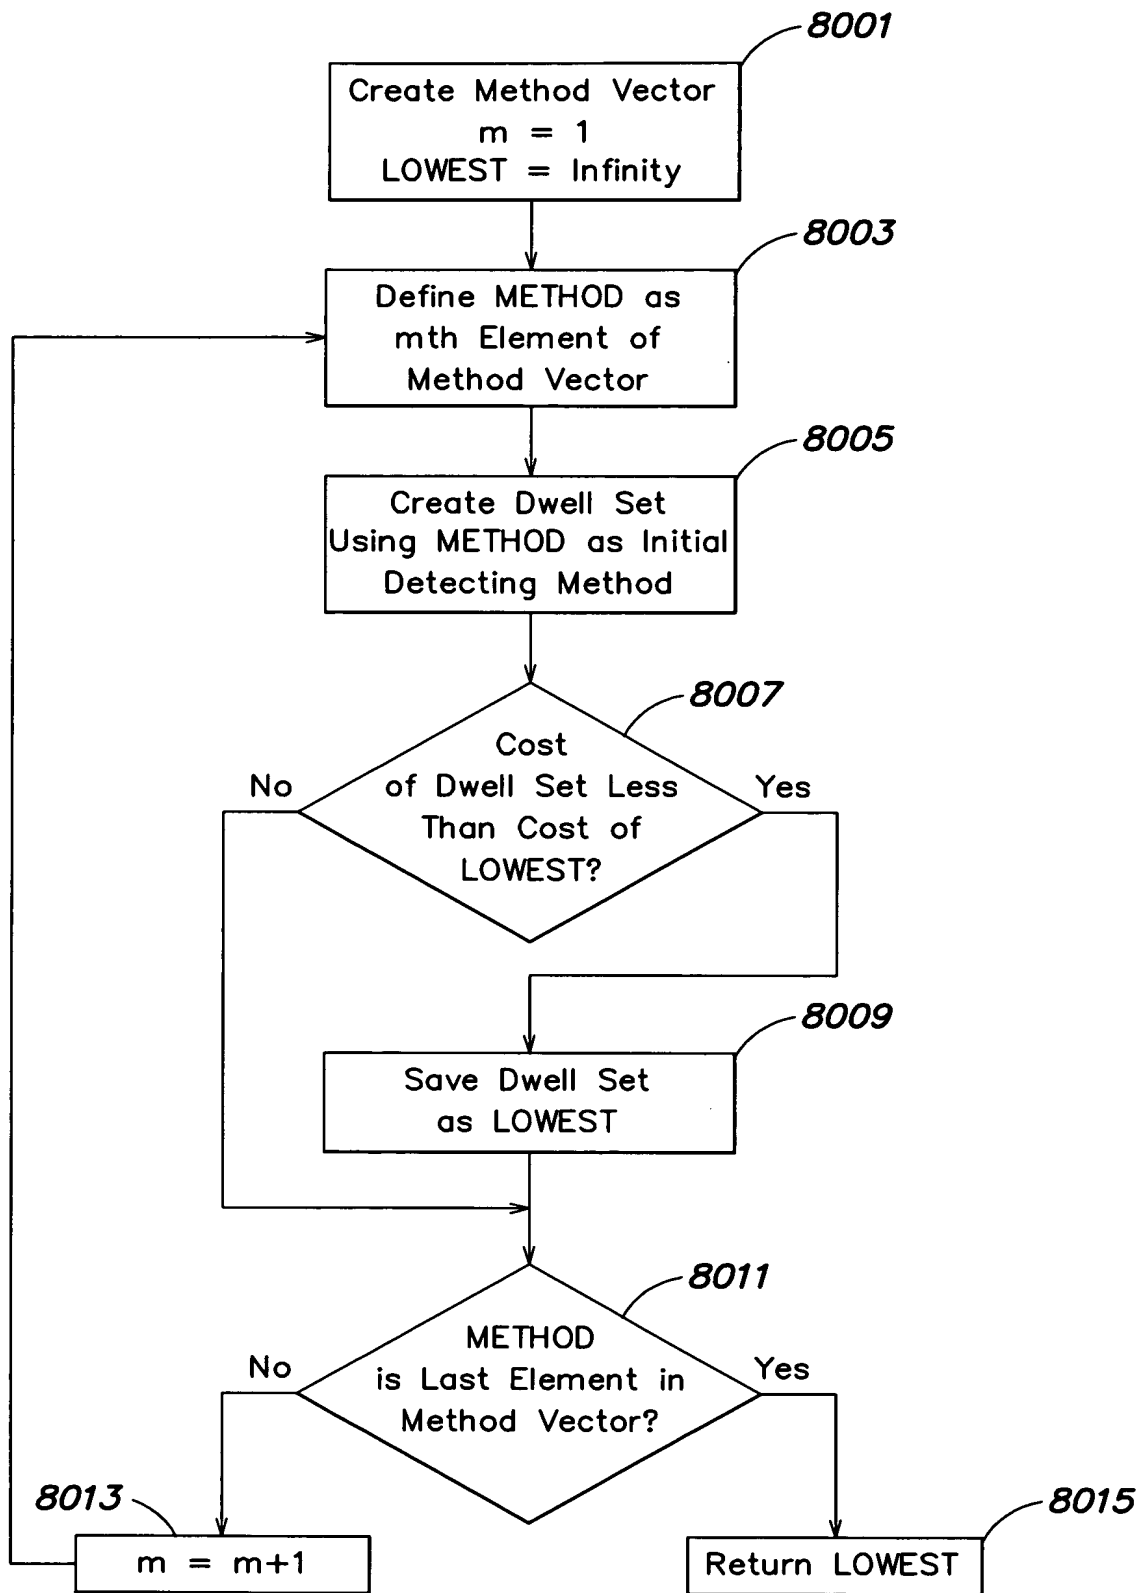 8001
Create Method Vector
m = 1
LOWEST = Infinity
8003
Define METHOD as
mth Element of
Method Vector
8005
Create Dwell Set
Using METHOD as Initial
Detecting Method
8007
Cost
of Dwell Set Less
Than Cost of
LOWEST?
No
Yes
8009
Save Dwell Set
as LOWEST
8011
METHOD
is Last Element in
Method Vector?
No
Yes
8013
m = m+1
8015
Return LOWEST